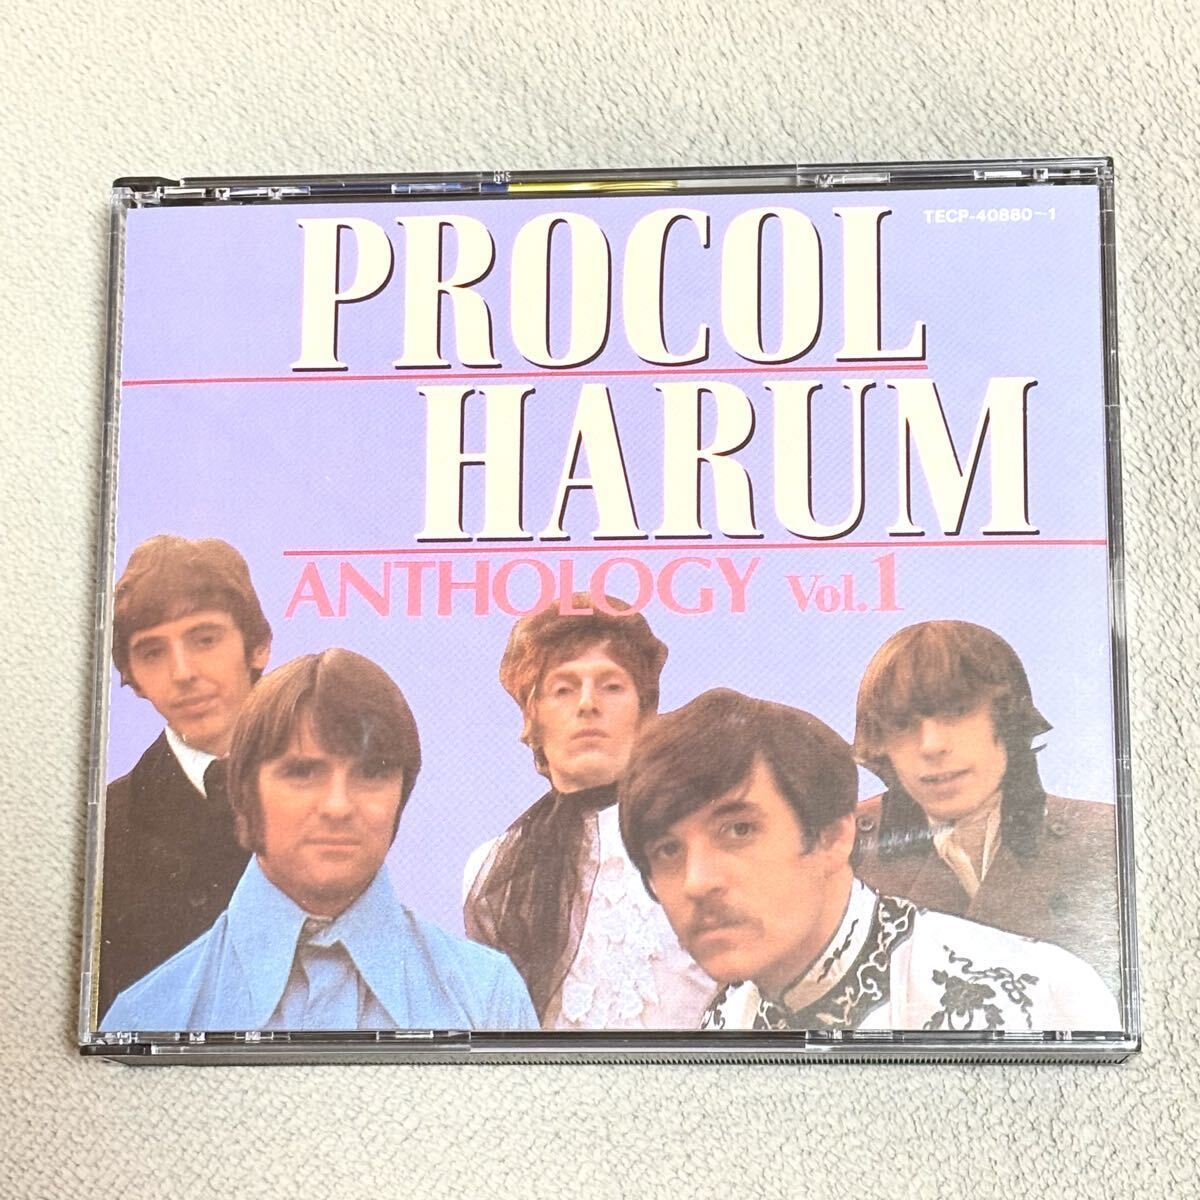 TECP-40880~1
PROCOL
HARUM
ANTHOLOGY Vol.1